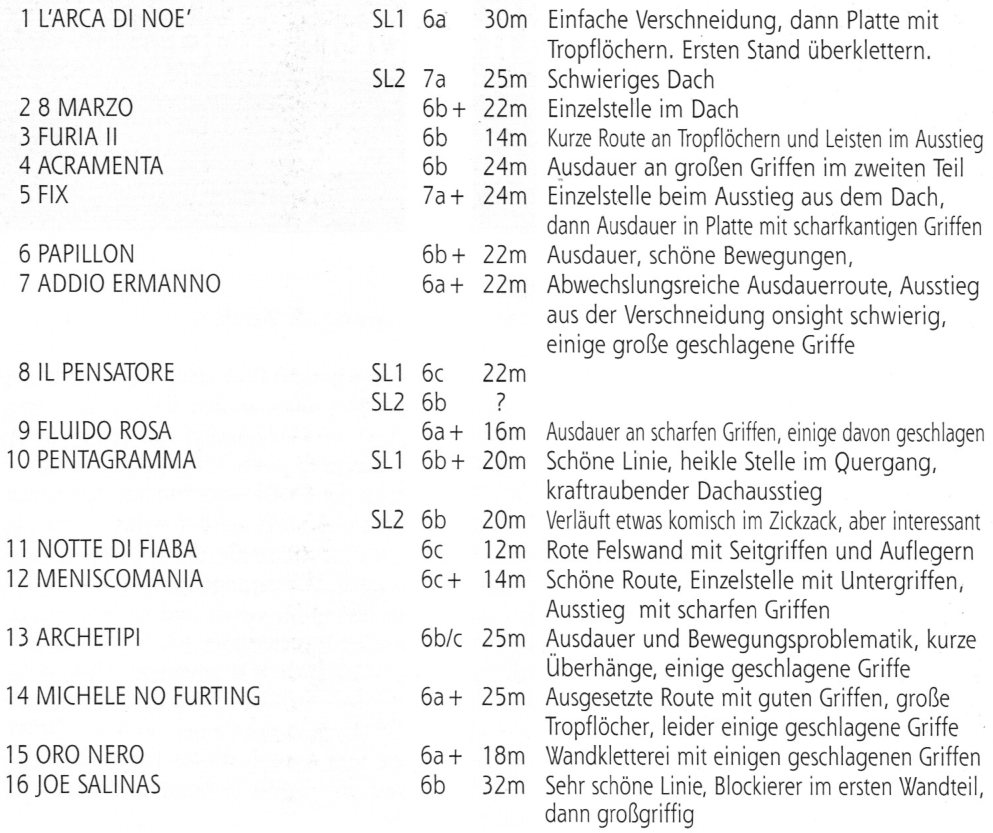 1 L'ARCA DI NOE' SL1 6a 30m Einfache Verschneidung, dann Platte mit
Tropflöchern. Ersten Stand überklettern.
SL2 7a 25m Schwieriges Dach
2 8 MARZO 6b+ 22m Einzelstelle im Dach
3 FURIA II 6b 14m Kurze Route an Tropflöchern und Leisten im Ausstieg
4 ACRAMENTA 6b 24m Ausdauer an großen Griffen im zweiten Teil
5 FIX 7a+ 24m Einzelstelle beim Ausstieg aus dem Dach,
dann Ausdauer in Platte mit scharfkantigen Griffen
6 PAPILLON 6b+ 22m Ausdauer, schöne Bewegungen,
7 ADDIO ERMANNO 6a+ 22m Abwechslungsreiche Ausdauerroute, Ausstieg
aus der Verschneidung onsight schwierig,
einige große geschlagene Griffe
8 IL PENSATORE SL1 6c 22m
SL2 6b ?
9 FLUIDO ROSA 6a+ 16m Ausdauer an scharfen Griffen, einige davon geschlagen
10 PENTAGRAMMA SL1 6b+ 20m Schöne Linie, heikle Stelle im Quergang,
kraftraubender Dachausstieg
SL2 6b 20m Verläuft etwas komisch im Zickzack, aber interessant
11 NOTTE DI FIABA 6c 12m Rote Felswand mit Seitgriffen und Auflegern
12 MENISCOMANIA 6c+ 14m Schöne Route, Einzelstelle mit Untergriffen,
Ausstieg mit scharfen Griffen
13 ARCHETIPI 6b/c 25m Ausdauer und Bewegungsproblematik, kurze
Überhänge, einige geschlagene Griffe
14 MICHELE NO FURTING 6a+ 25m Ausgesetzte Route mit guten Griffen, große
Tropflöcher, leider einige geschlagene Griffe
15 ORO NERO 6a+ 18m Wandkletterei mit einigen geschlagenen Griffen
16 JOE SALINAS 6b 32m Sehr schöne Linie, Blockierer im ersten Wandteil,
dann großgriffig